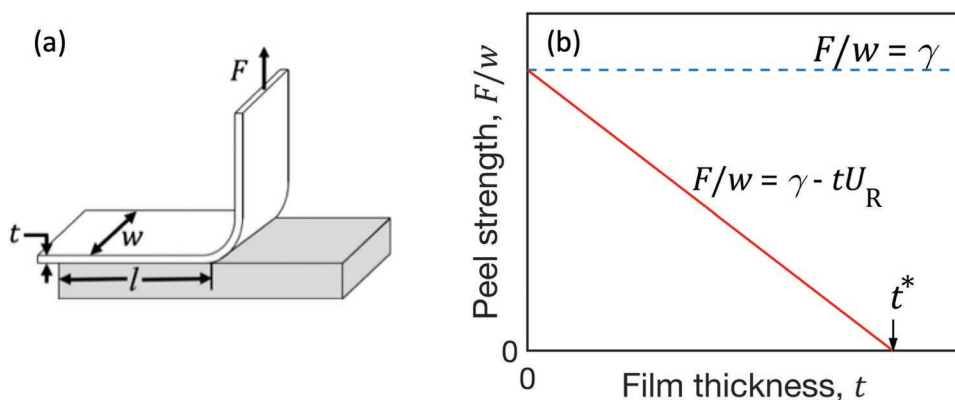 (a)
F
t
w
l
(b)
F/w = γ
F/w = γ - tU_R
t*
Peel strength, F/w
0
0
Film thickness, t